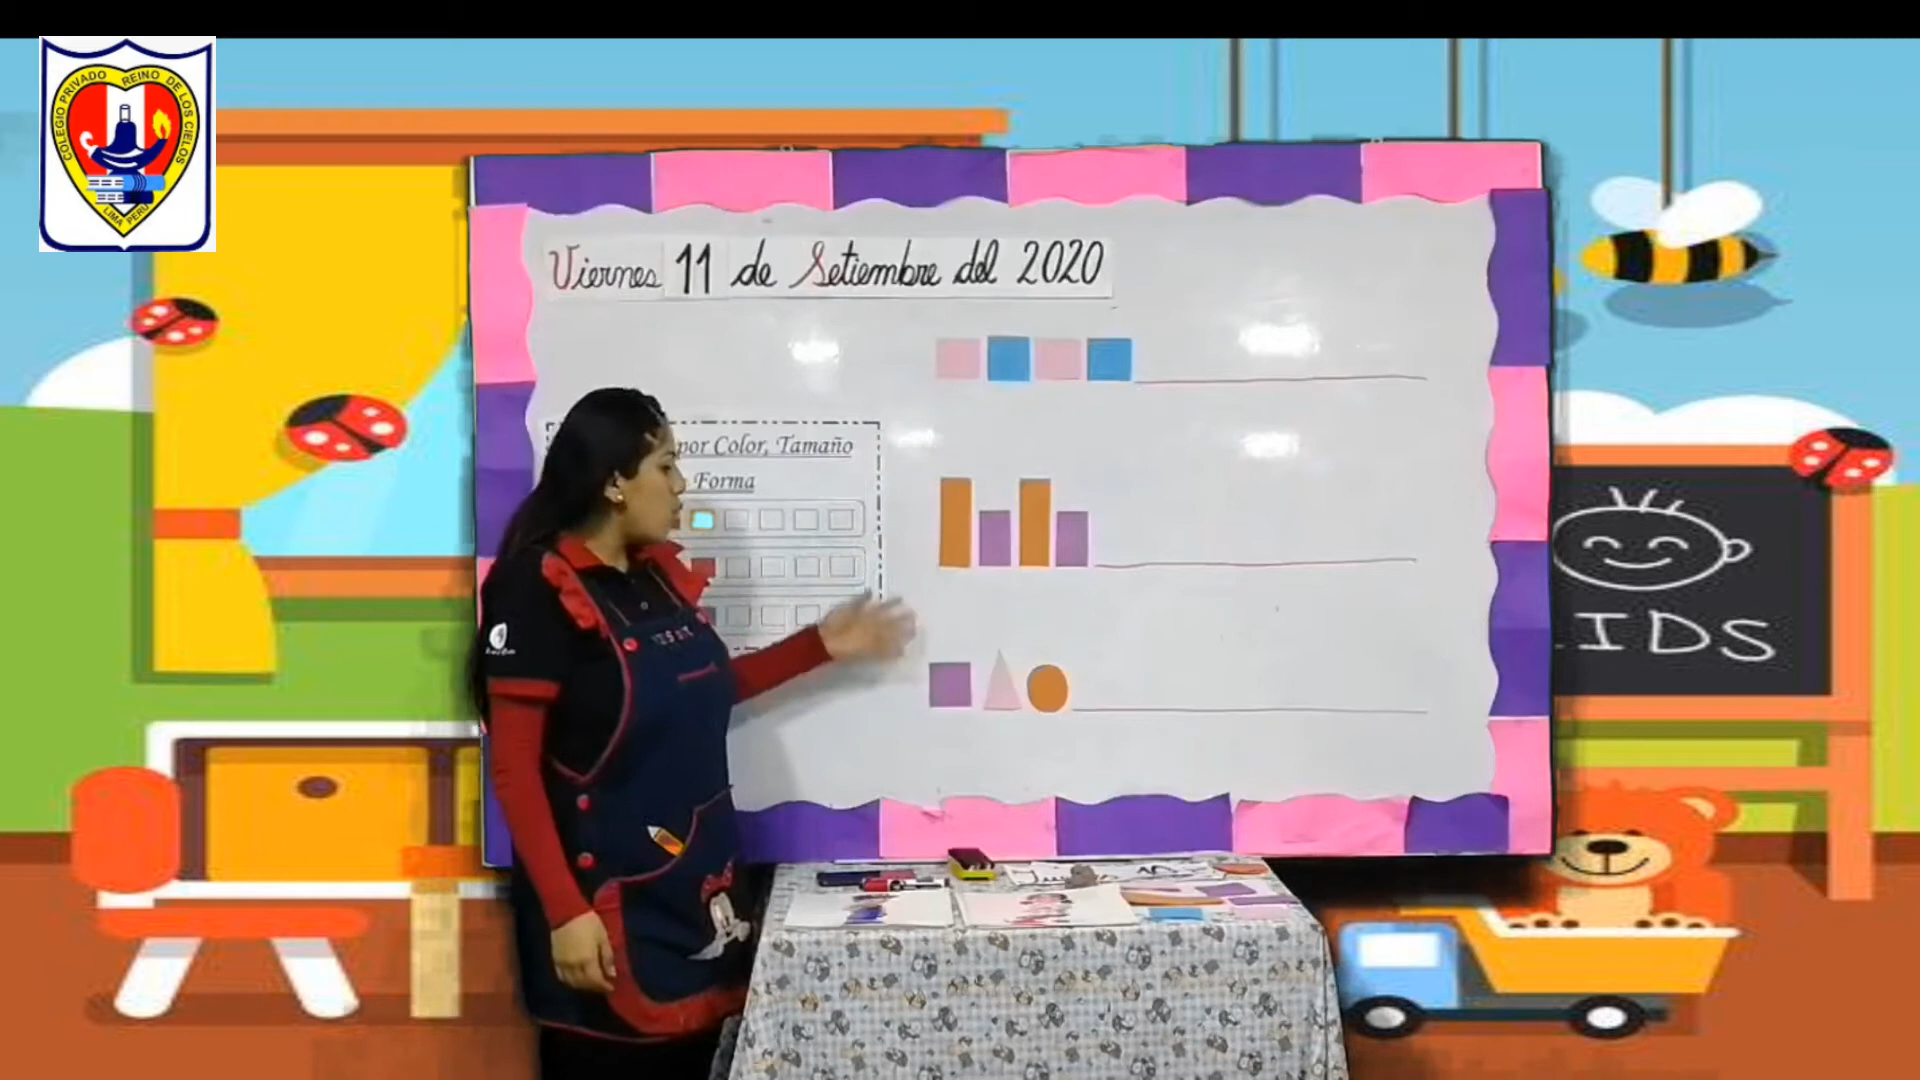 COLEGIO PRIVADO REINO DE LOS CIELOS
LIMA PERÚ
Viernes 11 de Setiembre del 2020
por Color, Tamaño
Forma
IDS